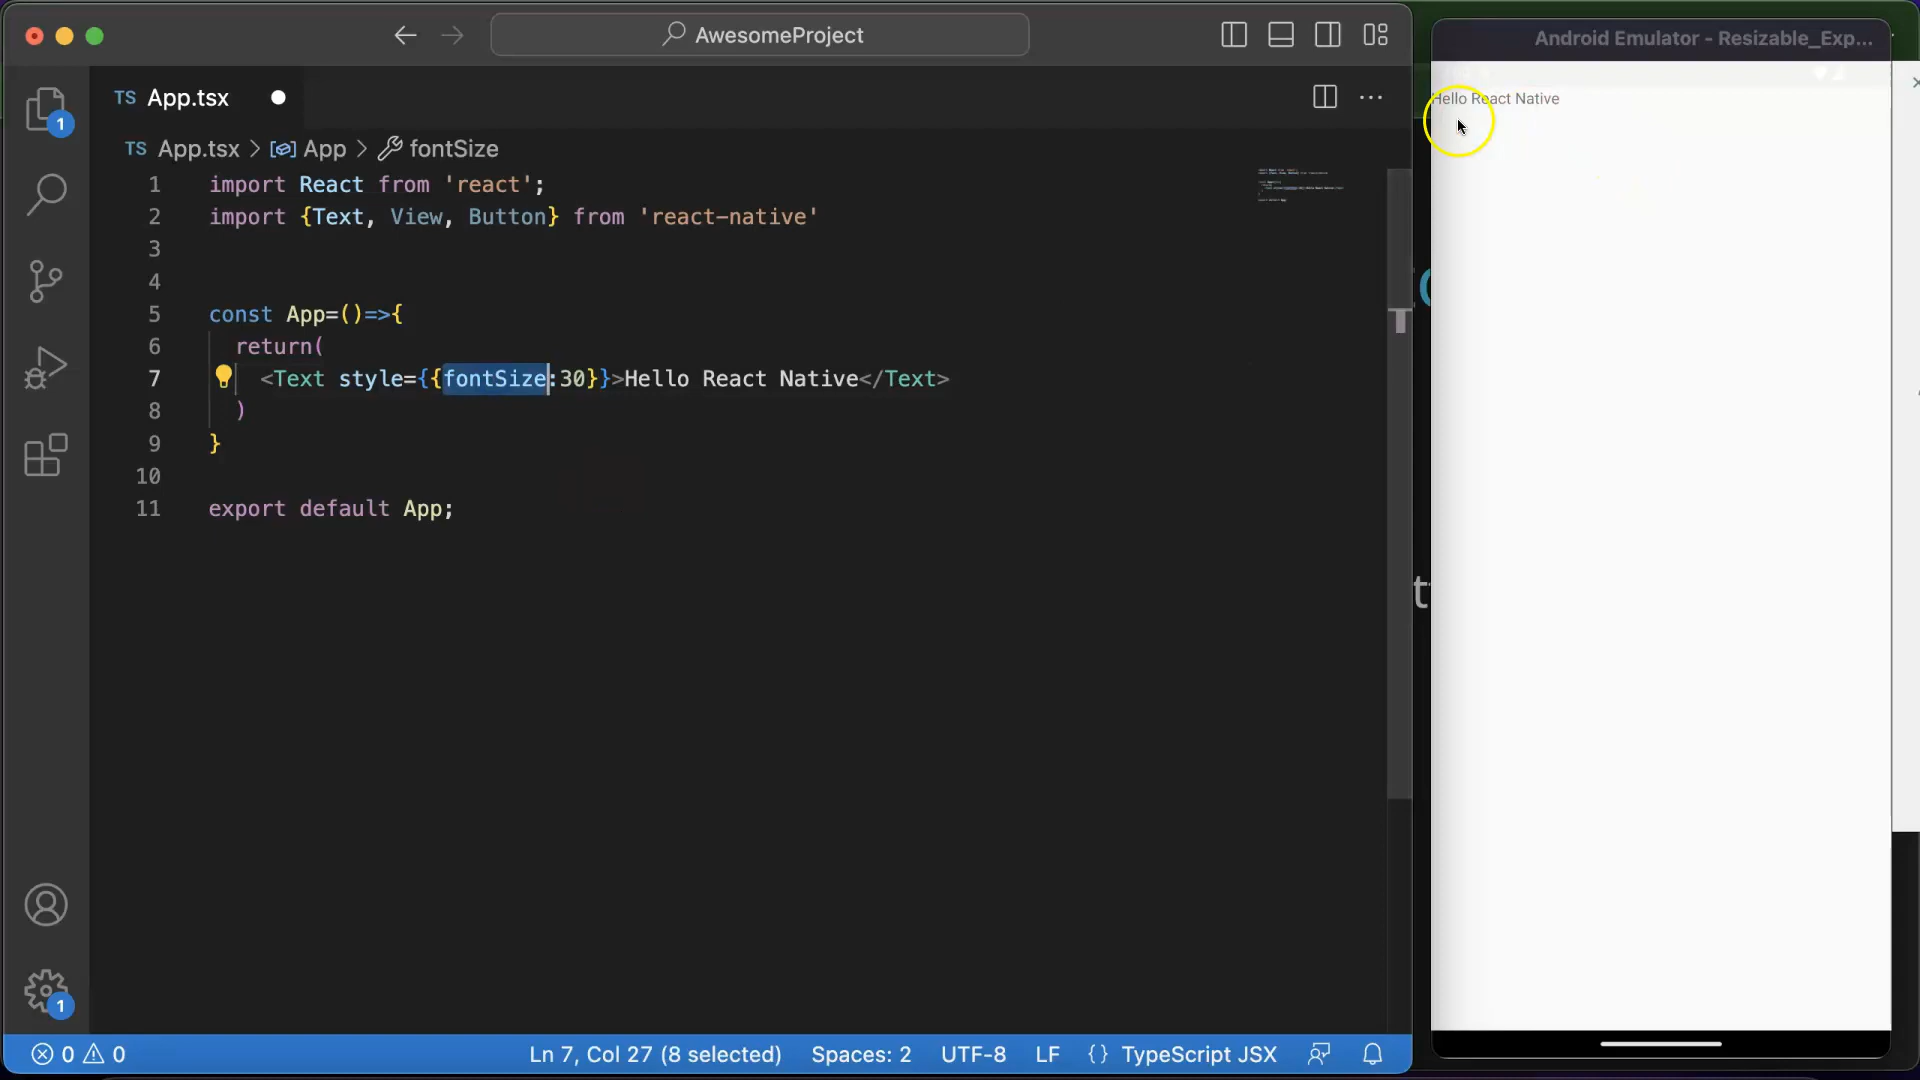 AwesomeProject
Android Emulator - Resizable_Exp...
TS App.tsx
TS App.tsx > App > fontSize
Hello React Native
1 import React from 'react';
2 import {Text, View, Button} from 'react-native'
3
4
5 const App=()=>{
6 return(
7 <Text style={{fontSize:30}}>Hello React Native</Text>
8 )
9 }
10
11 export default App;
1
1
0 0 Ln 7, Col 27 (8 selected) Spaces: 2 UTF-8 LF {} TypeScript JSX